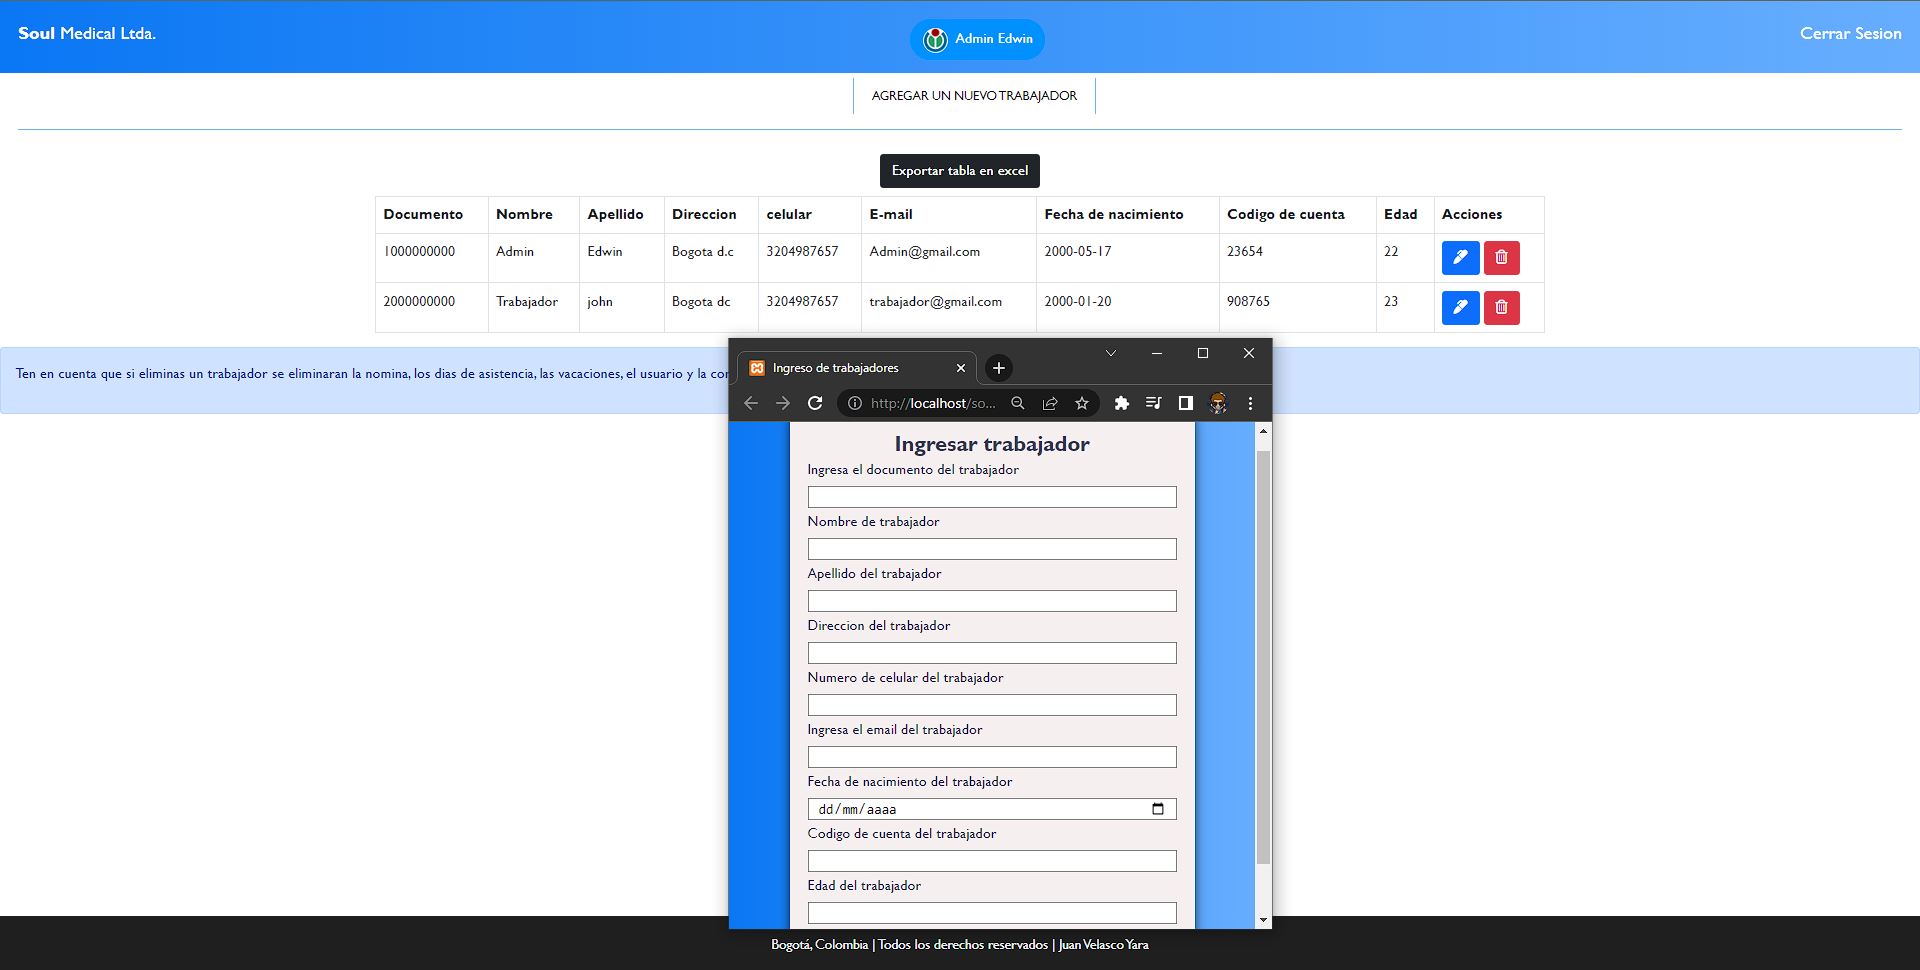 Soul Medical Ltda.
Admin Edwin
Cerrar Sesion
AGREGAR UN NUEVO TRABAJADOR
Exportar tabla en excel
Documento Nombre Apellido Direccion celular E-mail Fecha de nacimiento Codigo de cuenta Edad Acciones
1000000000 Admin Edwin Bogota d.c 3204987657 Admin@gmail.com 2000-05-17 23654 22
2000000000 Trabajador john Bogota dc 3204987657 trabajador@gmail.com 2000-01-20 908765 23
Ten en cuenta que si eliminas un trabajador se eliminaran la nomina, los dias de asistencia, las vacaciones, el usuario y la
Ingreso de trabajadores
http://localhost/so...
Ingresar trabajador
Ingresa el documento del trabajador
Nombre de trabajador
Apellido del trabajador
Direccion del trabajador
Numero de celular del trabajador
Ingresa el email del trabajador
Fecha de nacimiento del trabajador
dd/mm/aaaa
Codigo de cuenta del trabajador
Edad del trabajador
Bogotá, Colombia | Todos los derechos reservados | Juan Velasco Yara